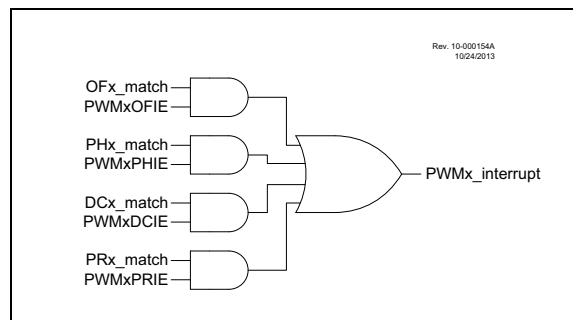 Rev. 10-000154A
10/24/2013
OFx_match
PWMxOFIE
PHx_match
PWMxPHIE
PWMx_interrupt
DCx_match
PWMxDCIE
PRx_match
PWMxPRIE